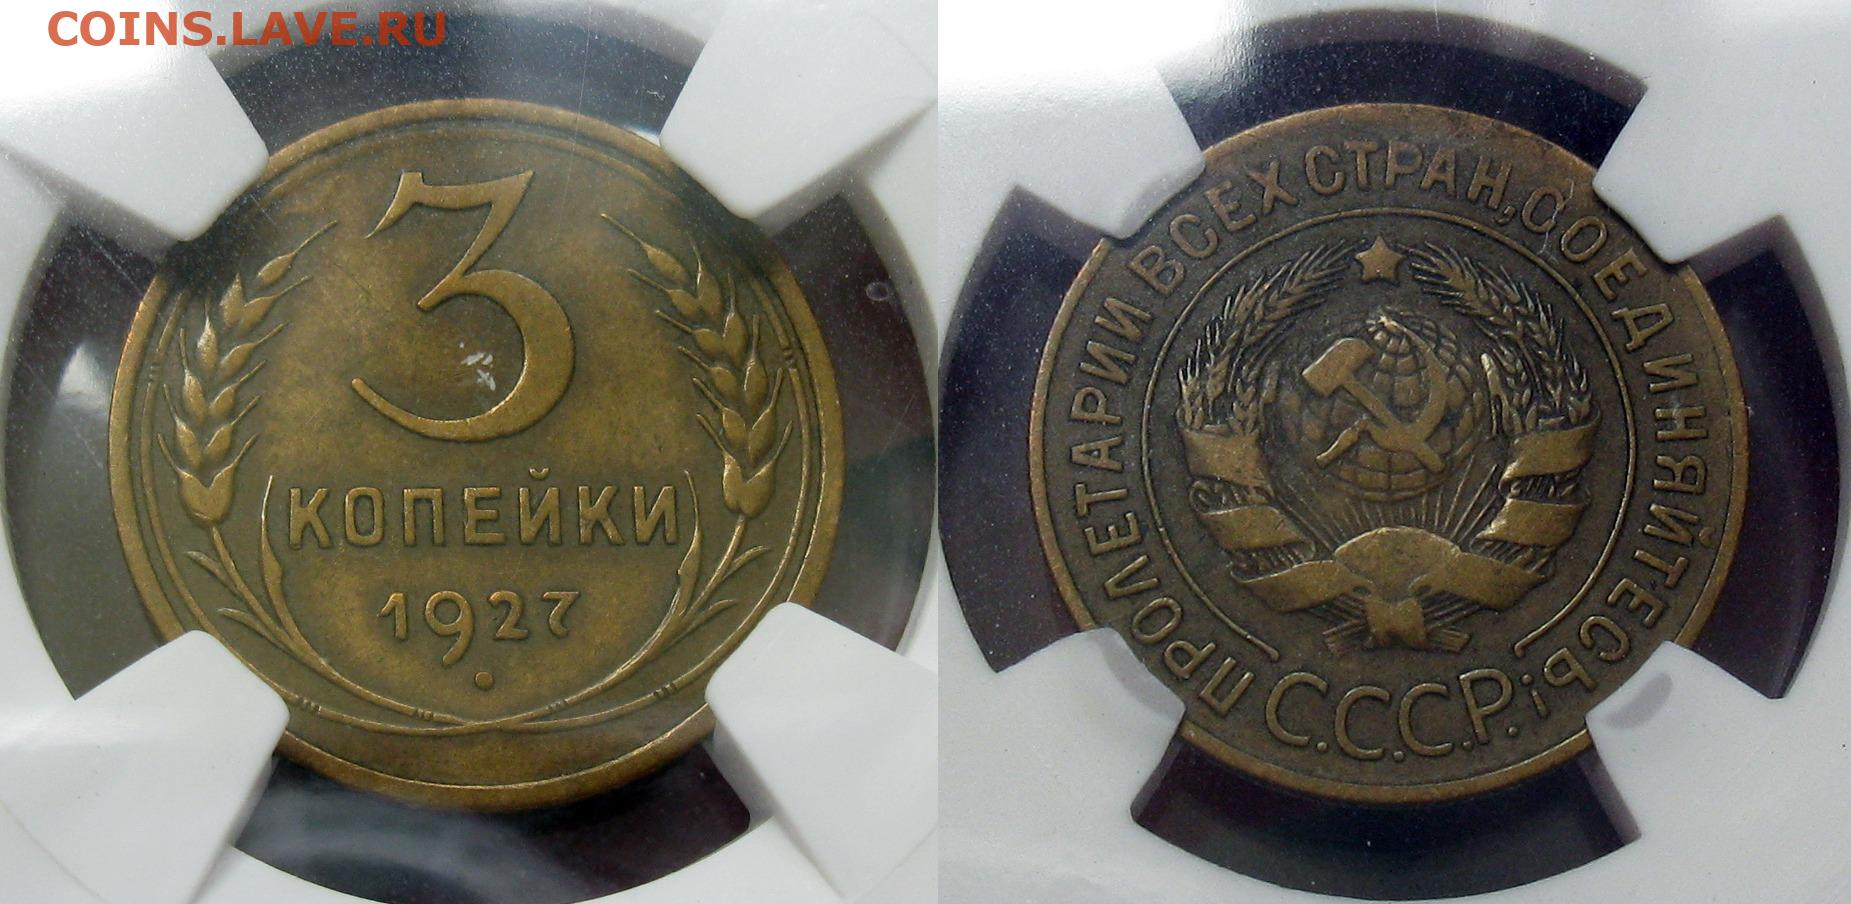 COINS.LAVE.RU
3
КОПЕЙКИ
1927
ПРОЛЕТАРИИ ВСЕХ СТРАН, СОЕДИНЯЙТЕСЬ!
С.С.С.Р.